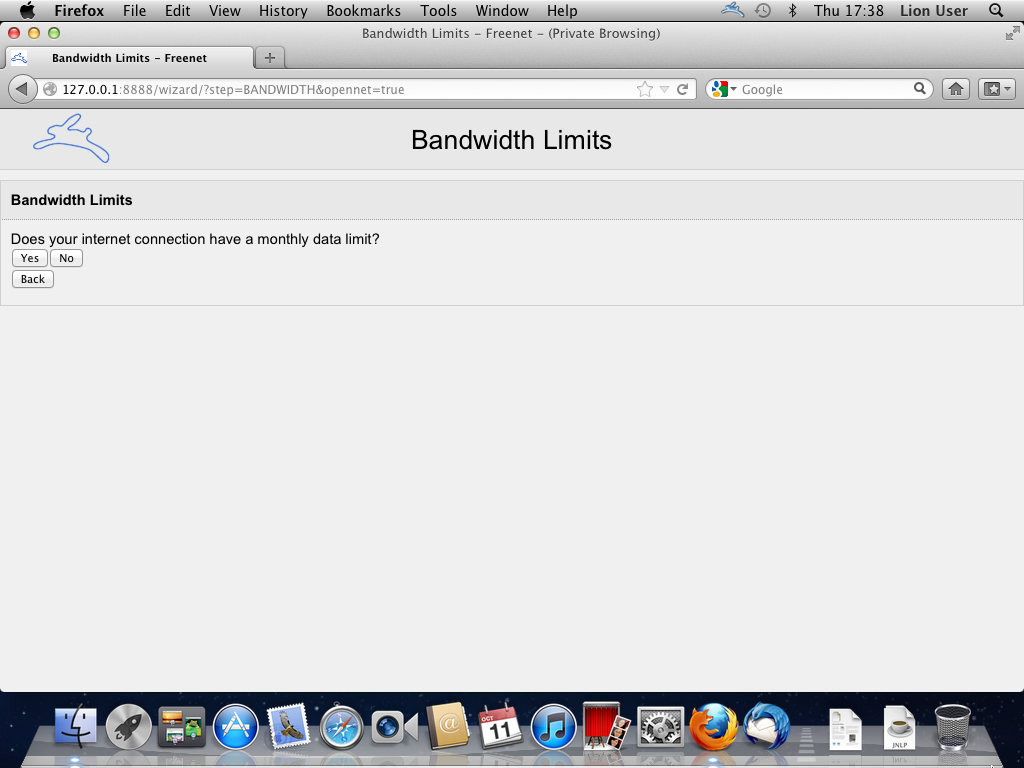 Firefox File Edit View History Bookmarks Tools Window Help Thu 17:38 Lion User
Bandwidth Limits – Freenet – (Private Browsing)
Bandwidth Limits – Freenet
127.0.0.1:8888/wizard/?step=BANDWIDTH&opennet=true
Google
Bandwidth Limits
Bandwidth Limits
Does your internet connection have a monthly data limit?
Yes No
Back
OCT
11
JNLP